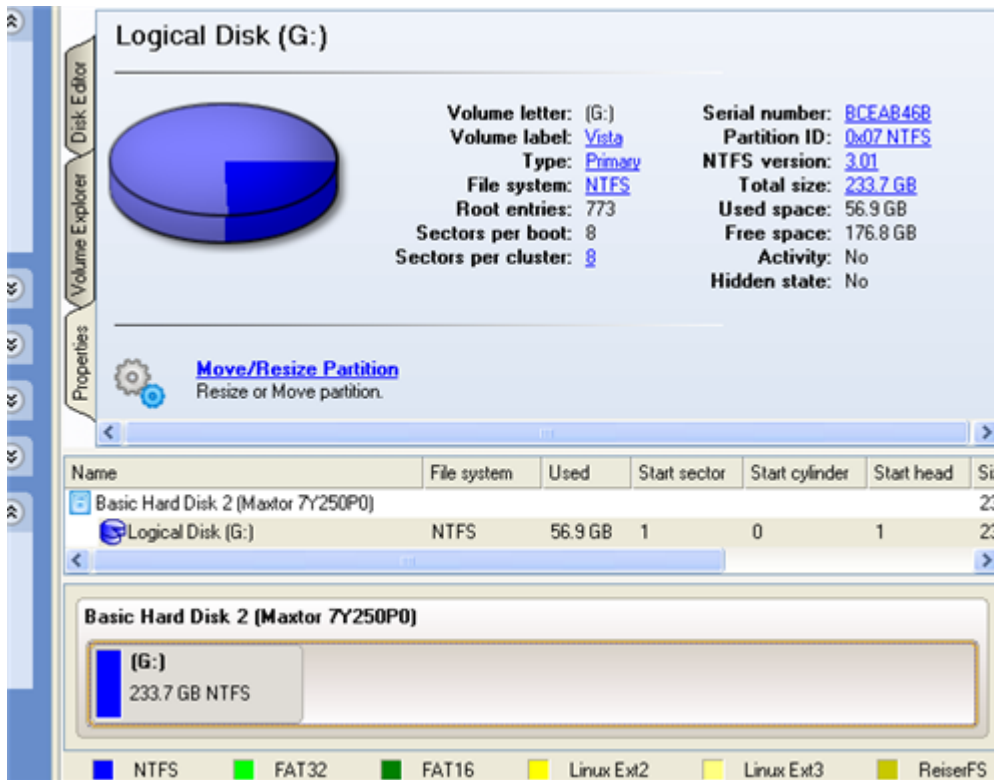 Logical Disk (G:)
Disk Editor
Volume Explorer
Properties
Volume letter: (G:)
Volume label: Vista
Type: Primary
File system: NTFS
Root entries: 773
Sectors per boot: 8
Sectors per cluster: 8
Serial number: BCEAB46B
Partition ID: 0x07 NTFS
NTFS version: 3.01
Total size: 233.7 GB
Used space: 56.9 GB
Free space: 176.8 GB
Activity: No
Hidden state: No
Move/Resize Partition
Resize or Move partition.
Name File system Used Start sector Start cylinder Start head
Basic Hard Disk 2 (Maxtor 7Y250P0)
Logical Disk (G:) NTFS 56.9 GB 1 0 1
Basic Hard Disk 2 (Maxtor 7Y250P0)
(G:)
233.7 GB NTFS
NTFS FAT32 FAT16 Linux Ext2 Linux Ext3 ReiserFS